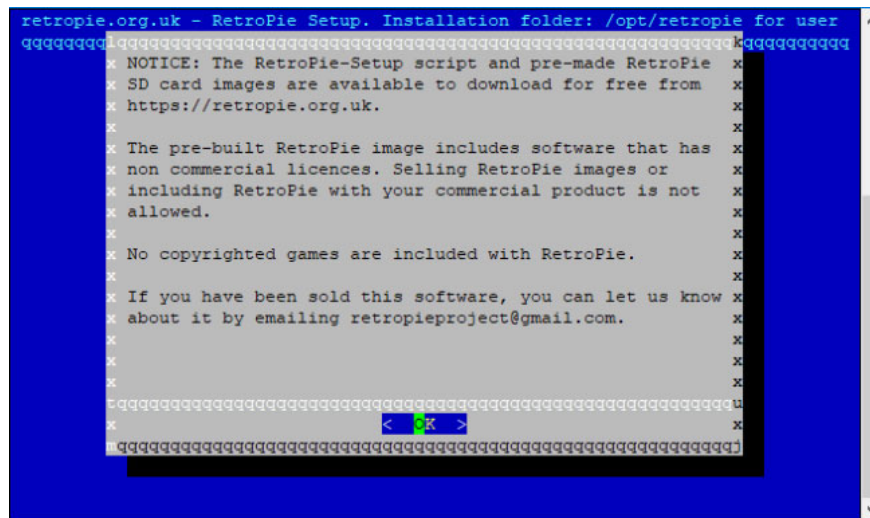 retropie.org.uk - RetroPie Setup. Installation folder: /opt/retropie for user
qqqqqqqqlqqqqqqqqqqqqqqqqqqqqqqqqqqqqqqqqqqqqqqqqqqqqqqqqqqkqqqqqqqqqq
x NOTICE: The RetroPie-Setup script and pre-made RetroPie x
x SD card images are available to download for free from x
x https://retropie.org.uk. x
x x
x The pre-built RetroPie image includes software that has x
x non commercial licences. Selling RetroPie images or x
x including RetroPie with your commercial product is not x
x allowed. x
x x
x No copyrighted games are included with RetroPie. x
x x
x If you have been sold this software, you can let us know x
x about it by emailing retropieproject@gmail.com. x
x x
x x
x x
tqqqqqqqqqqqqqqqqqqqqqqqqqqqqqqqqqqqqqqqqqqqqqqqqqqqqqqqqqqu
x < OK > x
mqqqqqqqqqqqqqqqqqqqqqqqqqqqqqqqqqqqqqqqqqqqqqqqqqqqqqqqqqqj